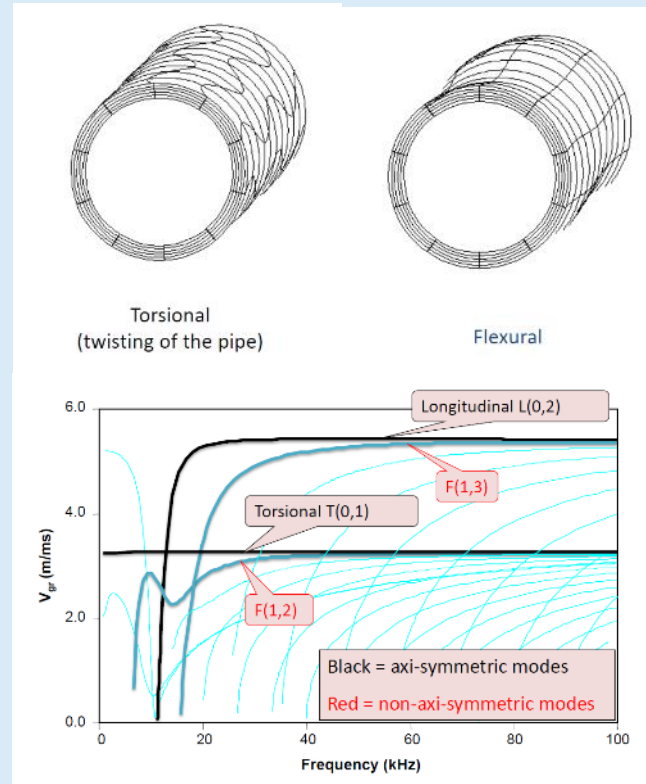 Torsional
(twisting of the pipe)
Flexural
6.0
4.0
2.0
0.0
V gr (m/ms)
Longitudinal L(0,2)
F(1,3)
Torsional T(0,1)
F(1,2)
Black = axi-symmetric modes
Red = non-axi-symmetric modes
0
20
40
60
80
100
Frequency (kHz)